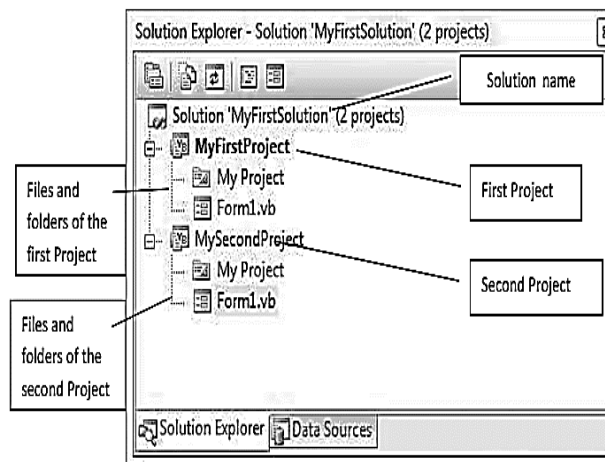 Solution Explorer - Solution 'MyFirstSolution' (2 projects)
Solution name
Solution 'MyFirstSolution' (2 projects)
MyFirstProject
My Project
Form1.vb
MySecondProject
My Project
Form1.vb
Files and
folders of the
first Project
First Project
Second Project
Files and
folders of the
second Project
Solution Explorer
Data Sources